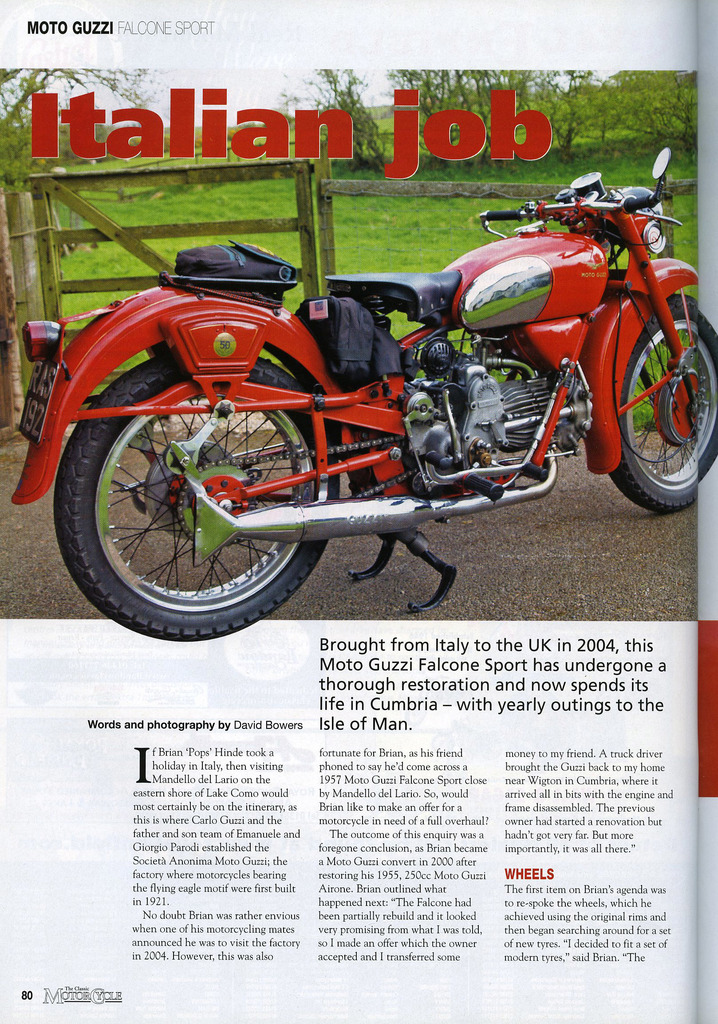 MOTO GUZZI FALCONE SPORT
Italian job
MOTO GUZZI
50
192
Brought from Italy to the UK in 2004, this
Moto Guzzi Falcone Sport has undergone a
thorough restoration and now spends its
life in Cumbria – with yearly outings to the
Isle of Man.
Words and photography by David Bowers
If Brian ‘Pops’ Hinde took a
holiday in Italy, then visiting
Mandello del Lario on the
eastern shore of Lake Como would
most certainly be on the itinerary, as
this is where Carlo Guzzi and the
father and son team of Emanuele and
Giorgio Parodi established the
Società Anonima Moto Guzzi; the
factory where motorcycles bearing
the flying eagle motif were first built
in 1921.
No doubt Brian was rather envious
when one of his motorcycling mates
announced he was to visit the factory
in 2004. However, this was also
fortunate for Brian, as his friend
phoned to say he’d come across a
1957 Moto Guzzi Falcone Sport close
by Mandello del Lario. So, would
Brian like to make an offer for a
motorcycle in need of a full overhaul?
The outcome of this enquiry was a
foregone conclusion, as Brian became
a Moto Guzzi convert in 2000 after
restoring his 1955, 250cc Moto Guzzi
Airone. Brian outlined what
happened next: “The Falcone had
been partially rebuild and it looked
very promising from what I was told,
so I made an offer which the owner
accepted and I transferred some
money to my friend. A truck driver
brought the Guzzi back to my home
near Wigton in Cumbria, where it
arrived all in bits with the engine and
frame disassembled. The previous
owner had started a renovation but
hadn’t got very far. But more
importantly, it was all there.”
WHEELS
The first item on Brian’s agenda was
to re-spoke the wheels, which he
achieved using the original rims and
then began searching around for a set
of new tyres. “I decided to fit a set of
modern tyres,” said Brian. “The
80 The Classic MOTORCYCLE